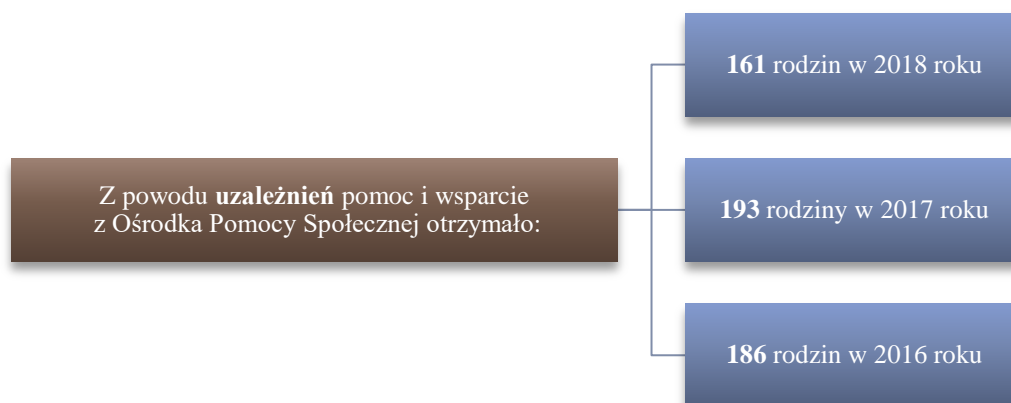 Z powodu uzależnień pomoc i wsparcie
z Ośrodka Pomocy Społecznej otrzymało:
161 rodzin w 2018 roku
193 rodziny w 2017 roku
186 rodzin w 2016 roku